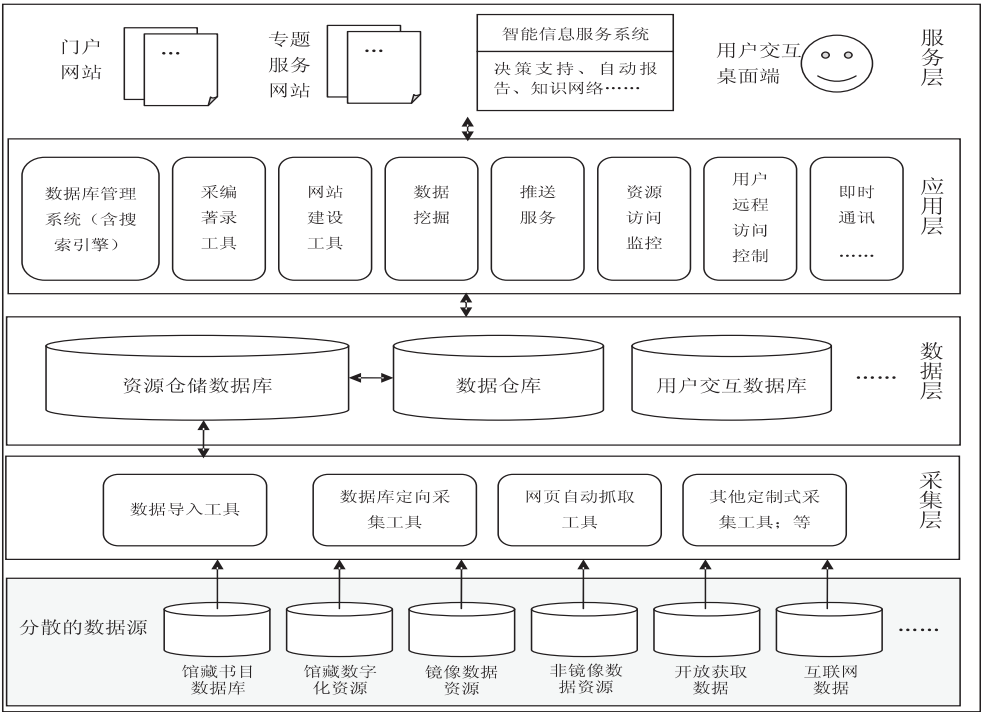 门户
网站
...
专题
服务
网站
...
智能信息服务系统
决策支持、自动报
告、知识网络……
用户交互
桌面端
服务层
数据库管理
系统（含搜
索引擎）
采编
著录
工具
网站
建设
工具
数据
挖掘
推送
服务
资源
访问
监控
用户
远程
访问
控制
即时
通讯
……
应用层
资源仓储数据库
数据仓库
用户交互数据库
……
数据层
数据导入工具
数据库定向采
集工具
网页自动抓取
工具
其他定制式采
集工具；等
采集层
分散的数据源
馆藏书目
数据库
馆藏数字
化资源
镜像数据
资源
非镜像数
据资源
开放获取
数据
互联网
数据
……